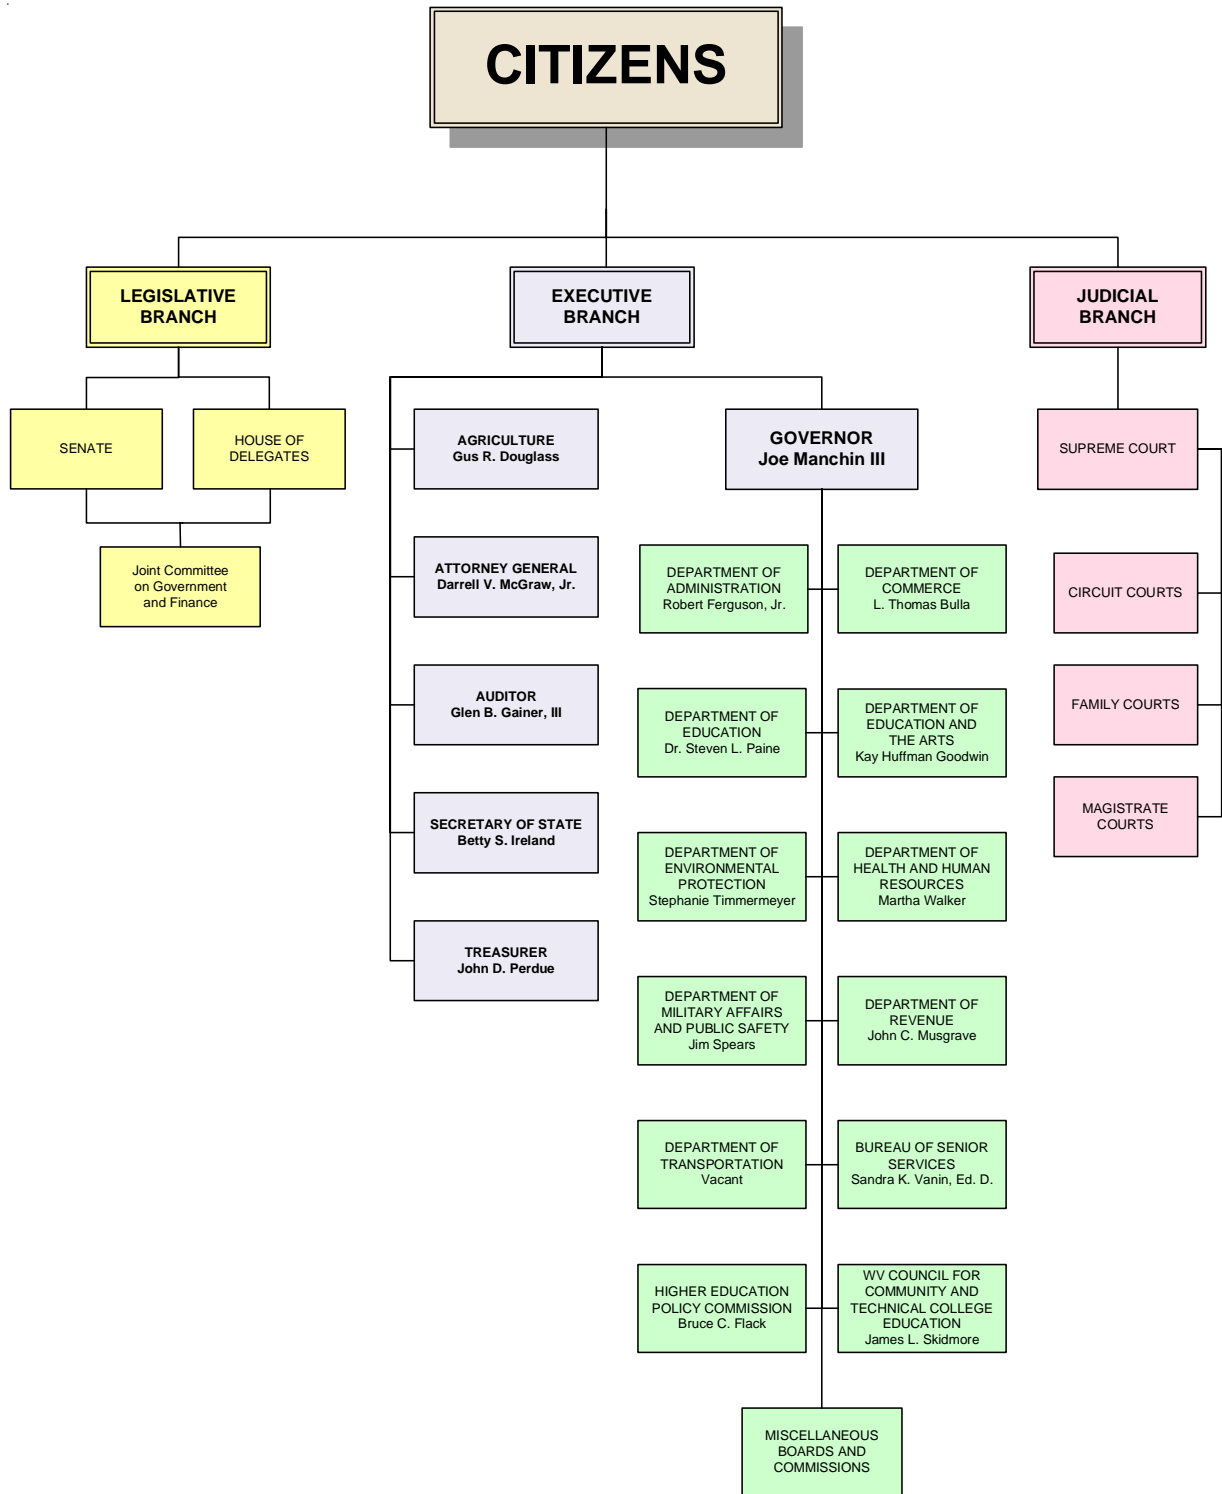 CITIZENS
LEGISLATIVE
BRANCH
EXECUTIVE
BRANCH
JUDICIAL
BRANCH
SENATE
HOUSE OF
DELEGATES
Joint Committee
on Government
and Finance
AGRICULTURE
Gus R. Douglass
ATTORNEY GENERAL
Darrell V. McGraw, Jr.
AUDITOR
Glen B. Gainer, III
SECRETARY OF STATE
Betty S. Ireland
TREASURER
John D. Perdue
GOVERNOR
Joe Manchin III
DEPARTMENT OF
ADMINISTRATION
Robert Ferguson, Jr.
DEPARTMENT OF
COMMERCE
L. Thomas Bulla
DEPARTMENT OF
EDUCATION
Dr. Steven L. Paine
DEPARTMENT OF
EDUCATION AND
THE ARTS
Kay Huffman Goodwin
DEPARTMENT OF
ENVIRONMENTAL
PROTECTION
Stephanie Timmermeyer
DEPARTMENT OF
HEALTH AND HUMAN
RESOURCES
Martha Walker
DEPARTMENT OF
MILITARY AFFAIRS
AND PUBLIC SAFETY
Jim Spears
DEPARTMENT OF
REVENUE
John C. Musgrave
DEPARTMENT OF
TRANSPORTATION
Vacant
BUREAU OF SENIOR
SERVICES
Sandra K. Vanin, Ed. D.
HIGHER EDUCATION
POLICY COMMISSION
Bruce C. Flack
WV COUNCIL FOR
COMMUNITY AND
TECHNICAL COLLEGE
EDUCATION
James L. Skidmore
MISCELLANEOUS
BOARDS AND
COMMISSIONS
SUPREME COURT
CIRCUIT COURTS
FAMILY COURTS
MAGISTRATE
COURTS